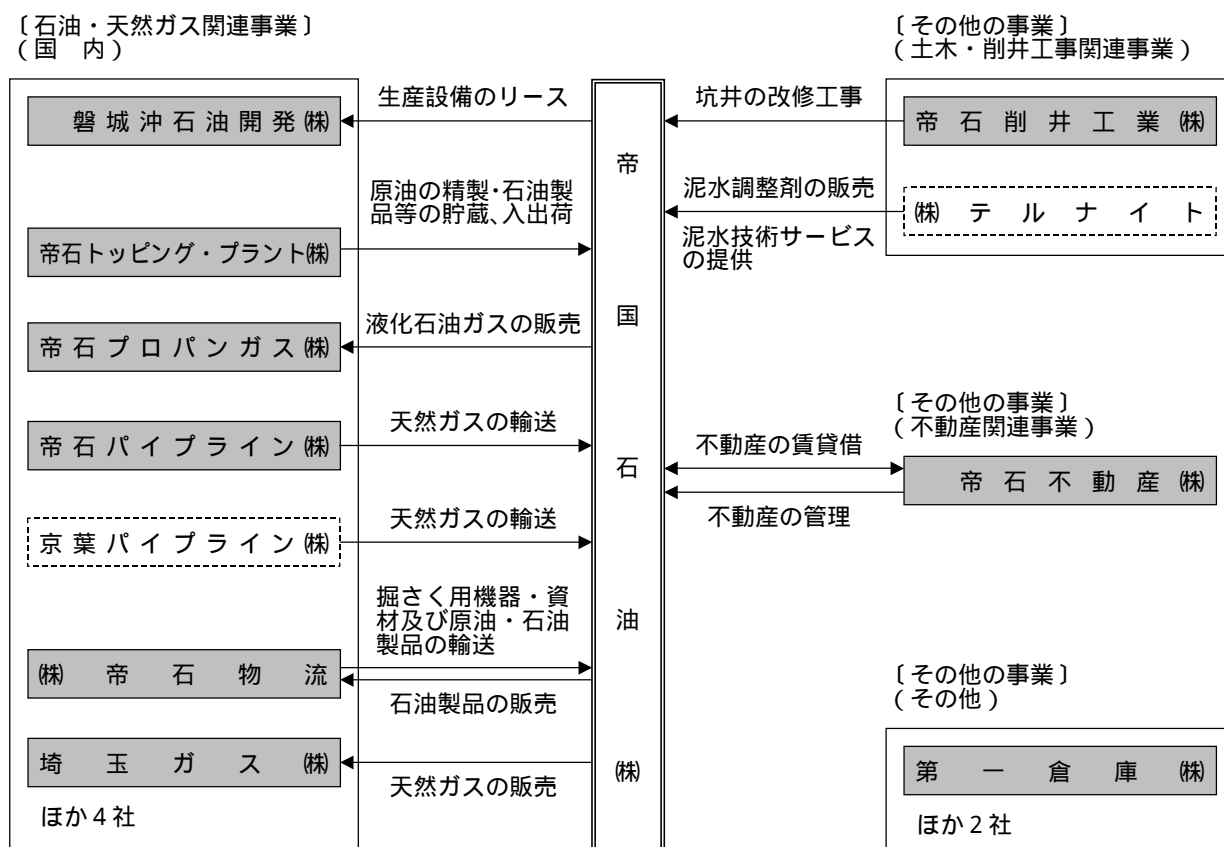 〔石油・天然ガス関連事業〕
(国 内)
磐城沖石油開発㈱
帝石トッピング・プラント㈱
帝石プロパンガス㈱
帝石パイプライン㈱
京葉パイプライン㈱
㈱帝石物流
埼玉ガス㈱
ほか4社
生産設備のリース
原油の精製・石油製
品等の貯蔵、入出荷
液化石油ガスの販売
天然ガスの輸送
天然ガスの輸送
掘さく用機器・資
材及び原油・石油
製品の輸送
石油製品の販売
天然ガスの販売
帝国石油㈱
坑井の改修工事
泥水調整剤の販売
泥水技術サービス
の提供
不動産の賃貸借
不動産の管理
〔その他の事業〕
(土木・削井工事関連事業)
帝石削井工業㈱
㈱テルナイト
〔その他の事業〕
(不動産関連事業)
帝石不動産㈱
〔その他の事業〕
(その他)
第一倉庫㈱
ほか2社